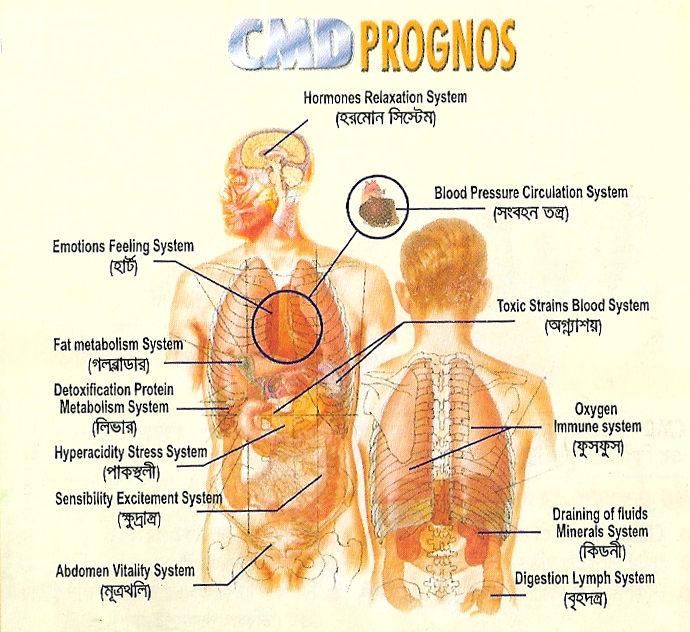 CMD PROGNOS
Hormones Relaxation System
(হরমোন সিস্টেম)
Blood Pressure Circulation System
(সংবহন তন্ত্র)
Emotions Feeling System
(হার্ট)
Toxic Strains Blood System
(অগ্ন্যাশয়)
Fat metabolism System
(গলব্লাডার)
Detoxification Protein
Metabolism System
(লিভার)
Oxygen
Immune system
(ফুসফুস)
Hyperacidity Stress System
(পাকস্থলী)
Sensibility Excitement System
(ক্ষুদ্রান্ত্র)
Draining of fluids
Minerals System
(কিডনী)
Abdomen Vitality System
(মূত্রথলি)
Digestion Lymph System
(বৃহদন্ত্র)